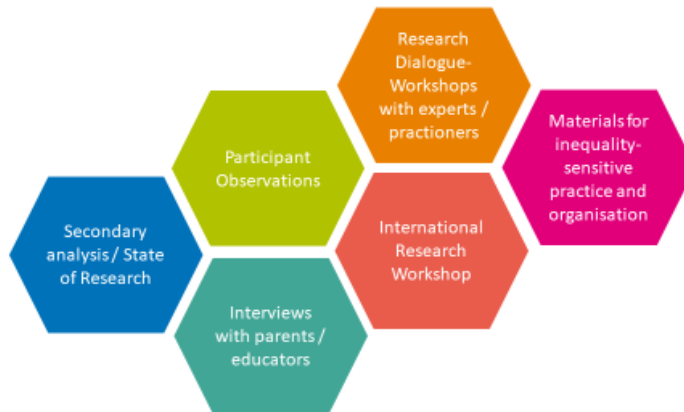 Secondary
analysis / State
of Research
Participant
Observations
Interviews
with parents /
educators
Research
Dialogue-
Workshops
with experts /
practioners
International
Research
Workshop
Materials for
inequality-
sensitive
practice and
organisation